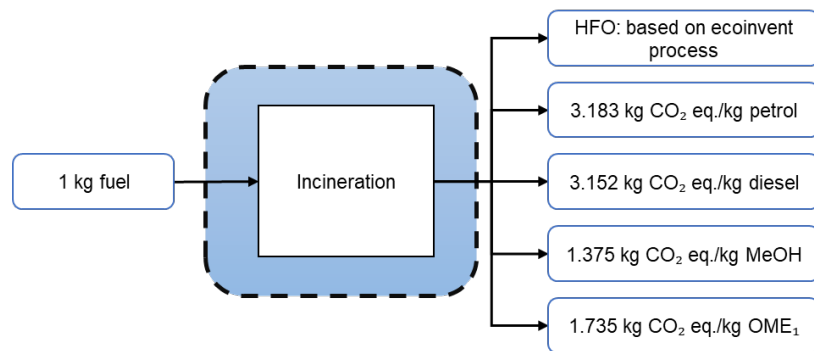 1 kg fuel
Incineration
HFO: based on ecoinvent
process
3.183 kg CO₂ eq./kg petrol
3.152 kg CO₂ eq./kg diesel
1.375 kg CO₂ eq./kg MeOH
1.735 kg CO₂ eq./kg OME₁